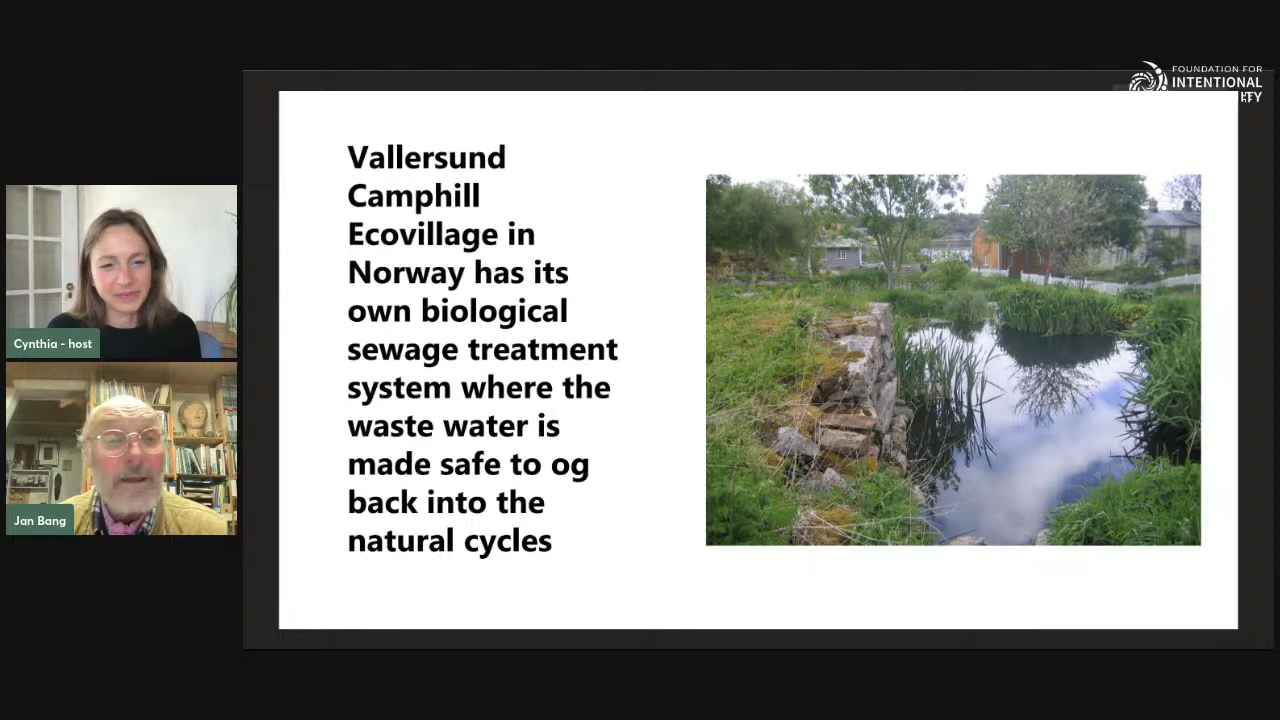 FOUNDATION FOR
INTENTIONAL
Vallersund
Camphill
Ecovillage in
Norway has its
own biological
sewage treatment
system where the
waste water is
made safe to og
back into the
natural cycles
Cynthia - host
Jan Bang